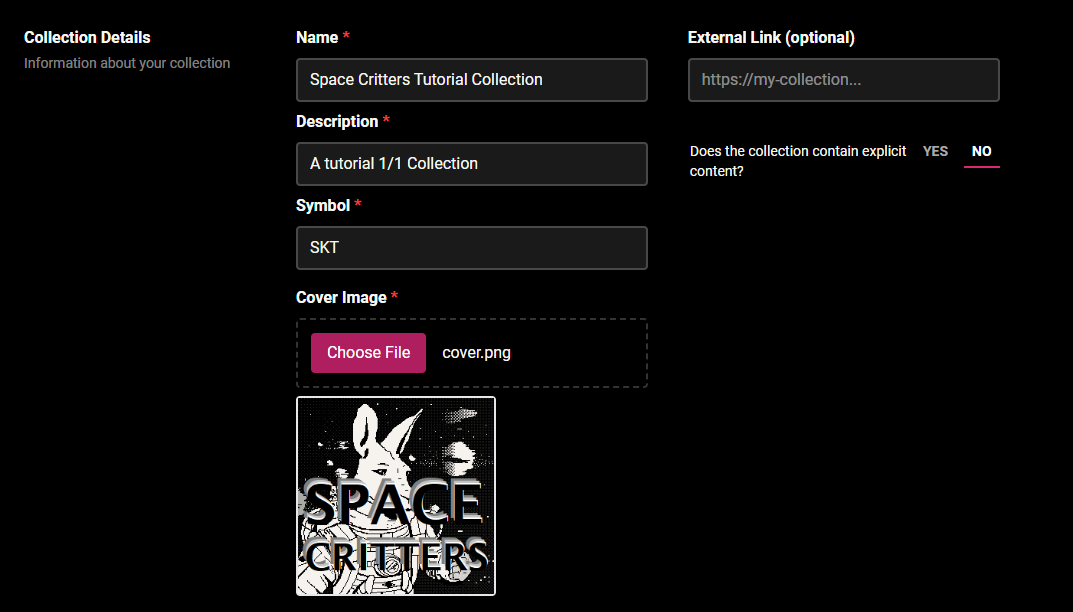 Collection Details
Information about your collection
Name *
Space Critters Tutorial Collection
Description *
A tutorial 1/1 Collection
Symbol *
SKT
Cover Image *
Choose File cover.png
SPACE
CRITTERS
External Link (optional)
https://my-collection...
Does the collection contain explicit YES NO
content?